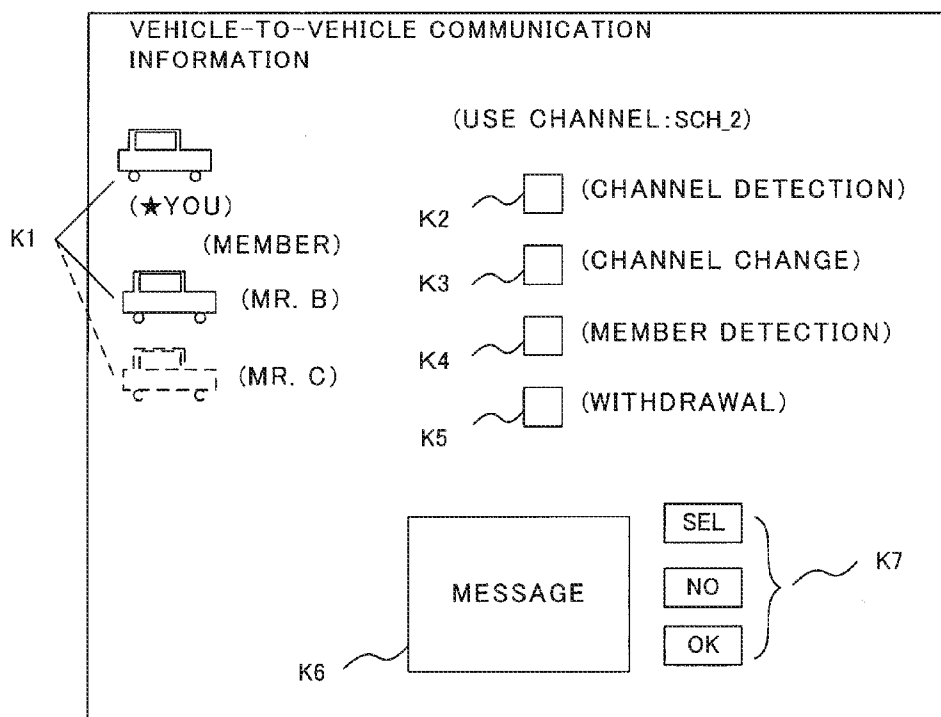 VEHICLE-TO-VEHICLE COMMUNICATION
INFORMATION
(USE CHANNEL:SCH_2)
(★YOU)
(MEMBER)
K1
(MR. B)
(MR. C)
K2
(CHANNEL DETECTION)
K3
(CHANNEL CHANGE)
K4
(MEMBER DETECTION)
K5
(WITHDRAWAL)
MESSAGE
K6
SEL
NO
OK
K7